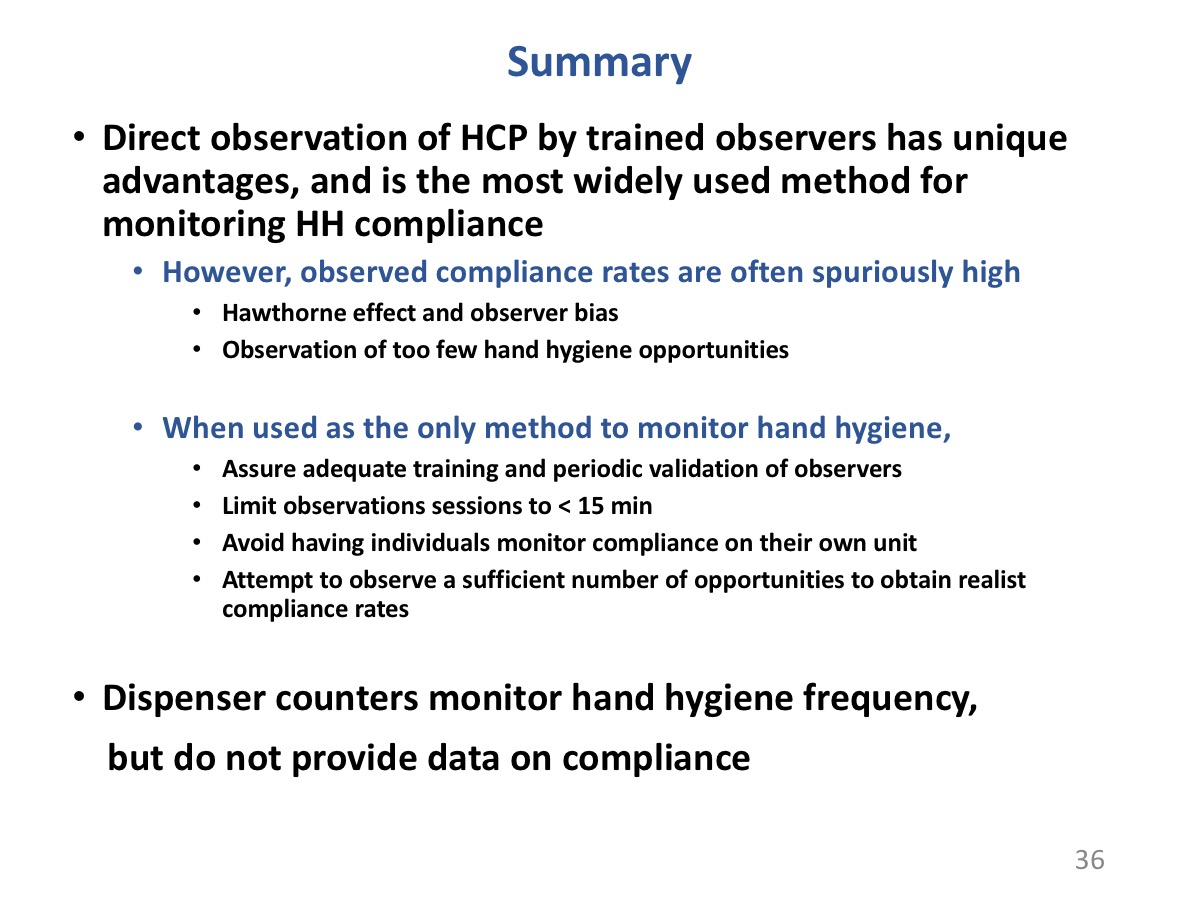 Summary
• Direct observation of HCP by trained observers has unique
advantages, and is the most widely used method for
monitoring HH compliance
• However, observed compliance rates are often spuriously high
• Hawthorne effect and observer bias
• Observation of too few hand hygiene opportunities
• When used as the only method to monitor hand hygiene,
• Assure adequate training and periodic validation of observers
• Limit observations sessions to < 15 min
• Avoid having individuals monitor compliance on their own unit
• Attempt to observe a sufficient number of opportunities to obtain realist
compliance rates
• Dispenser counters monitor hand hygiene frequency,
but do not provide data on compliance
36